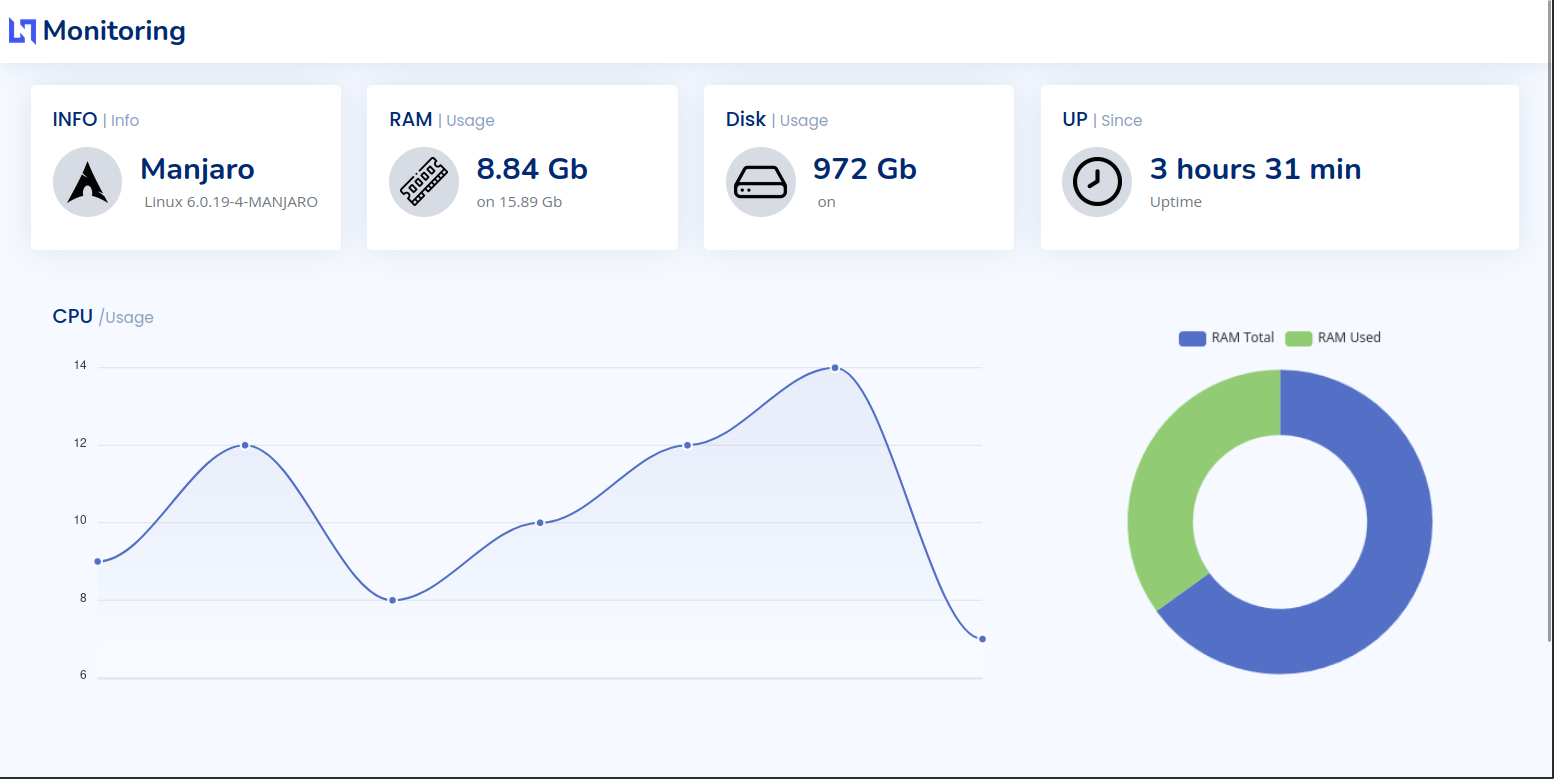 Monitoring
INFO | Info
Manjaro
Linux 6.0.19-4-MANJARO
RAM | Usage
8.84 Gb
on 15.89 Gb
Disk | Usage
972 Gb
on
UP | Since
3 hours 31 min
Uptime
CPU /Usage
14
12
10
8
6
RAM Total
RAM Used